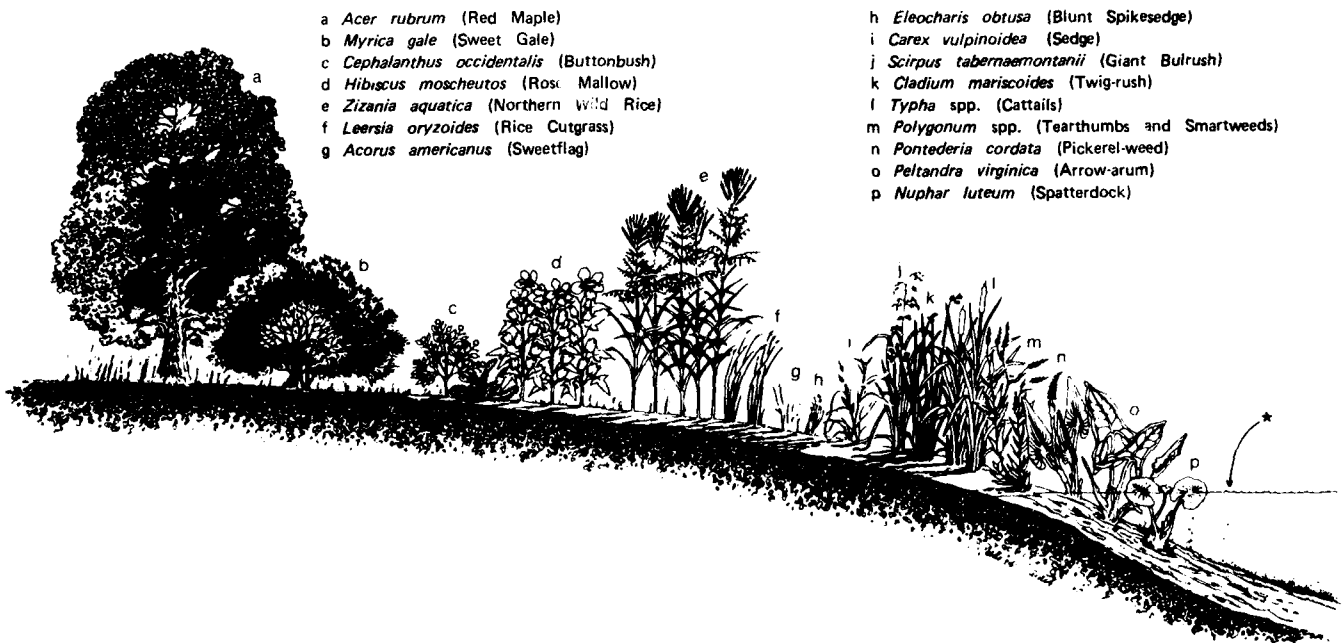 a Acer rubrum (Red Maple)
b Myrica gale (Sweet Gale)
c Cephalanthus occidentalis (Buttonbush)
d Hibiscus moscheutos (Rose Mallow)
e Zizania aquatica (Northern Wild Rice)
f Leersia oryzoides (Rice Cutgrass)
g Acorus americanus (Sweetflag)
h Eleocharis obtusa (Blunt Spikesedge)
i Carex vulpinoidea (Sedge)
j Scirpus tabernaemontanii (Giant Bulrush)
k Cladium mariscoides (Twig-rush)
l Typha spp. (Cattails)
m Polygonum spp. (Tearthumbs and Smartweeds)
n Pontederia cordata (Pickerel-weed)
o Peltandra virginica (Arrow-arum)
p Nuphar luteum (Spatterdock)
a
b
c
d
e
f
g
h
i
j
k
l
m
n
o
p
*